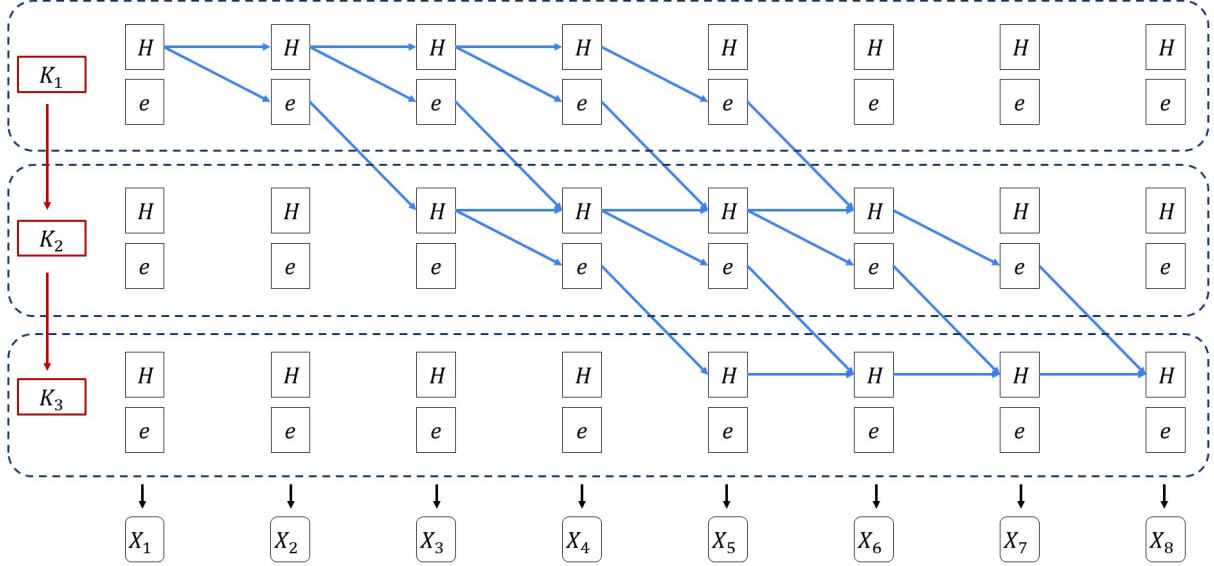 H H H H H H H H
K₁
e e e e e e e e
H H H H H H H H
K₂
e e e e e e e e
H H H H H H H H
K₃
e e e e e e e e
X₁ X₂ X₃ X₄ X₅ X₆ X₇ X₈